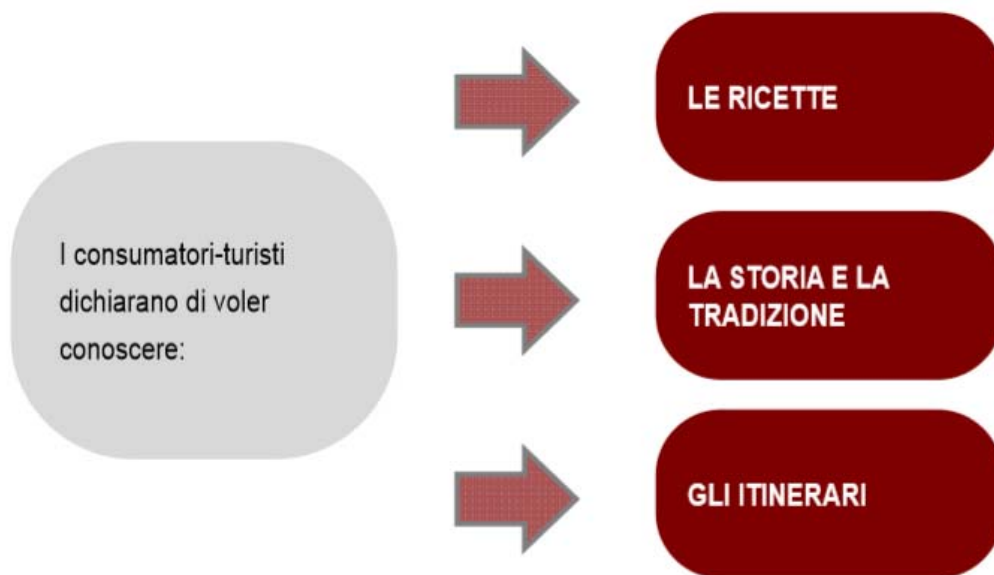 I consumatori-turisti
dichiarano di voler
conoscere:
LE RICETTE
LA STORIA E LA
TRADIZIONE
GLI ITINERARI